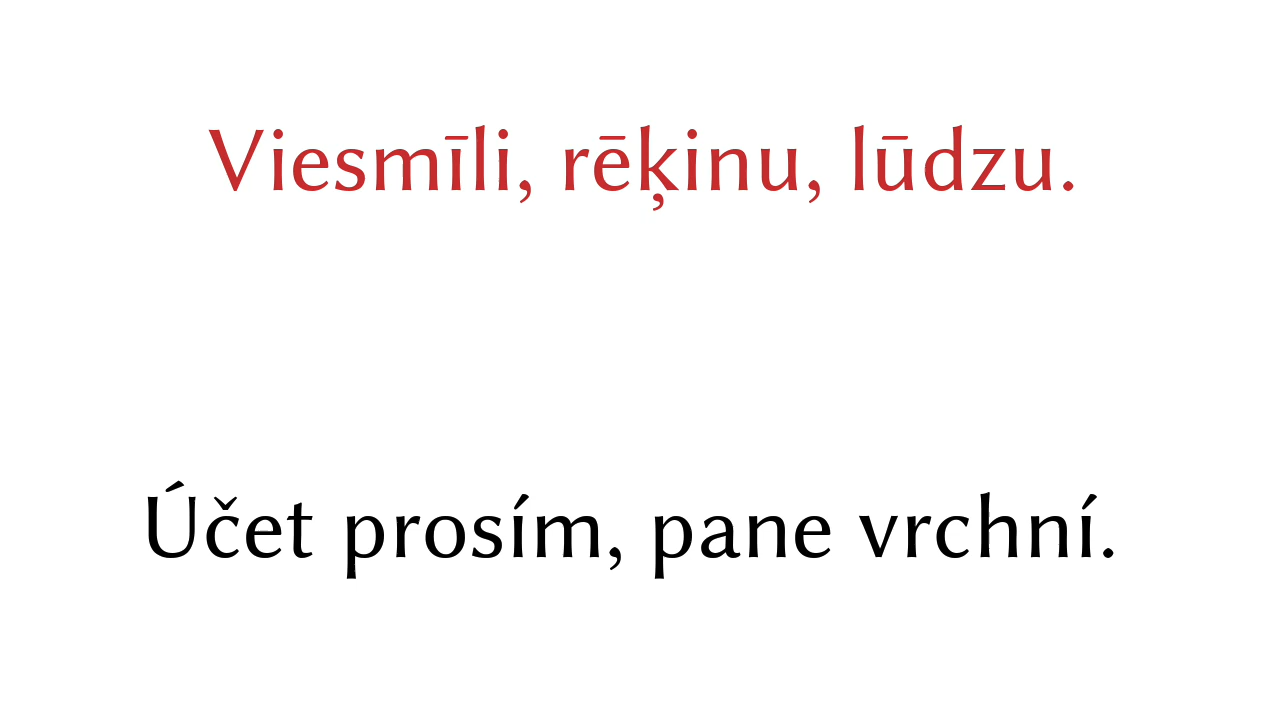 Viesmīli, rēķinu, lūdzu.
Účet prosím, pane vrchní.